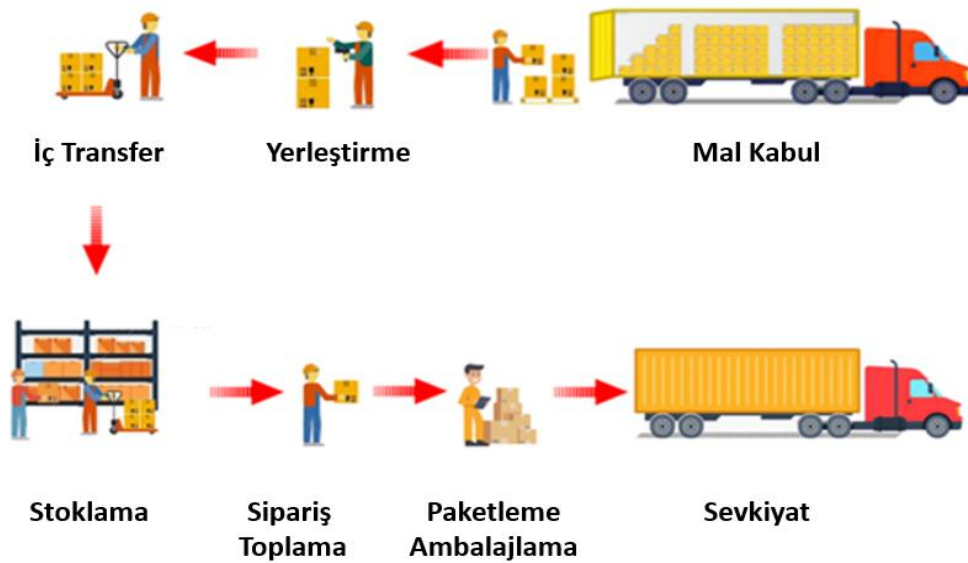 İç Transfer
Yerleştirme
Mal Kabul
Stoklama
Sipariş
Toplama
Paketleme
Ambalajlama
Sevkiyat